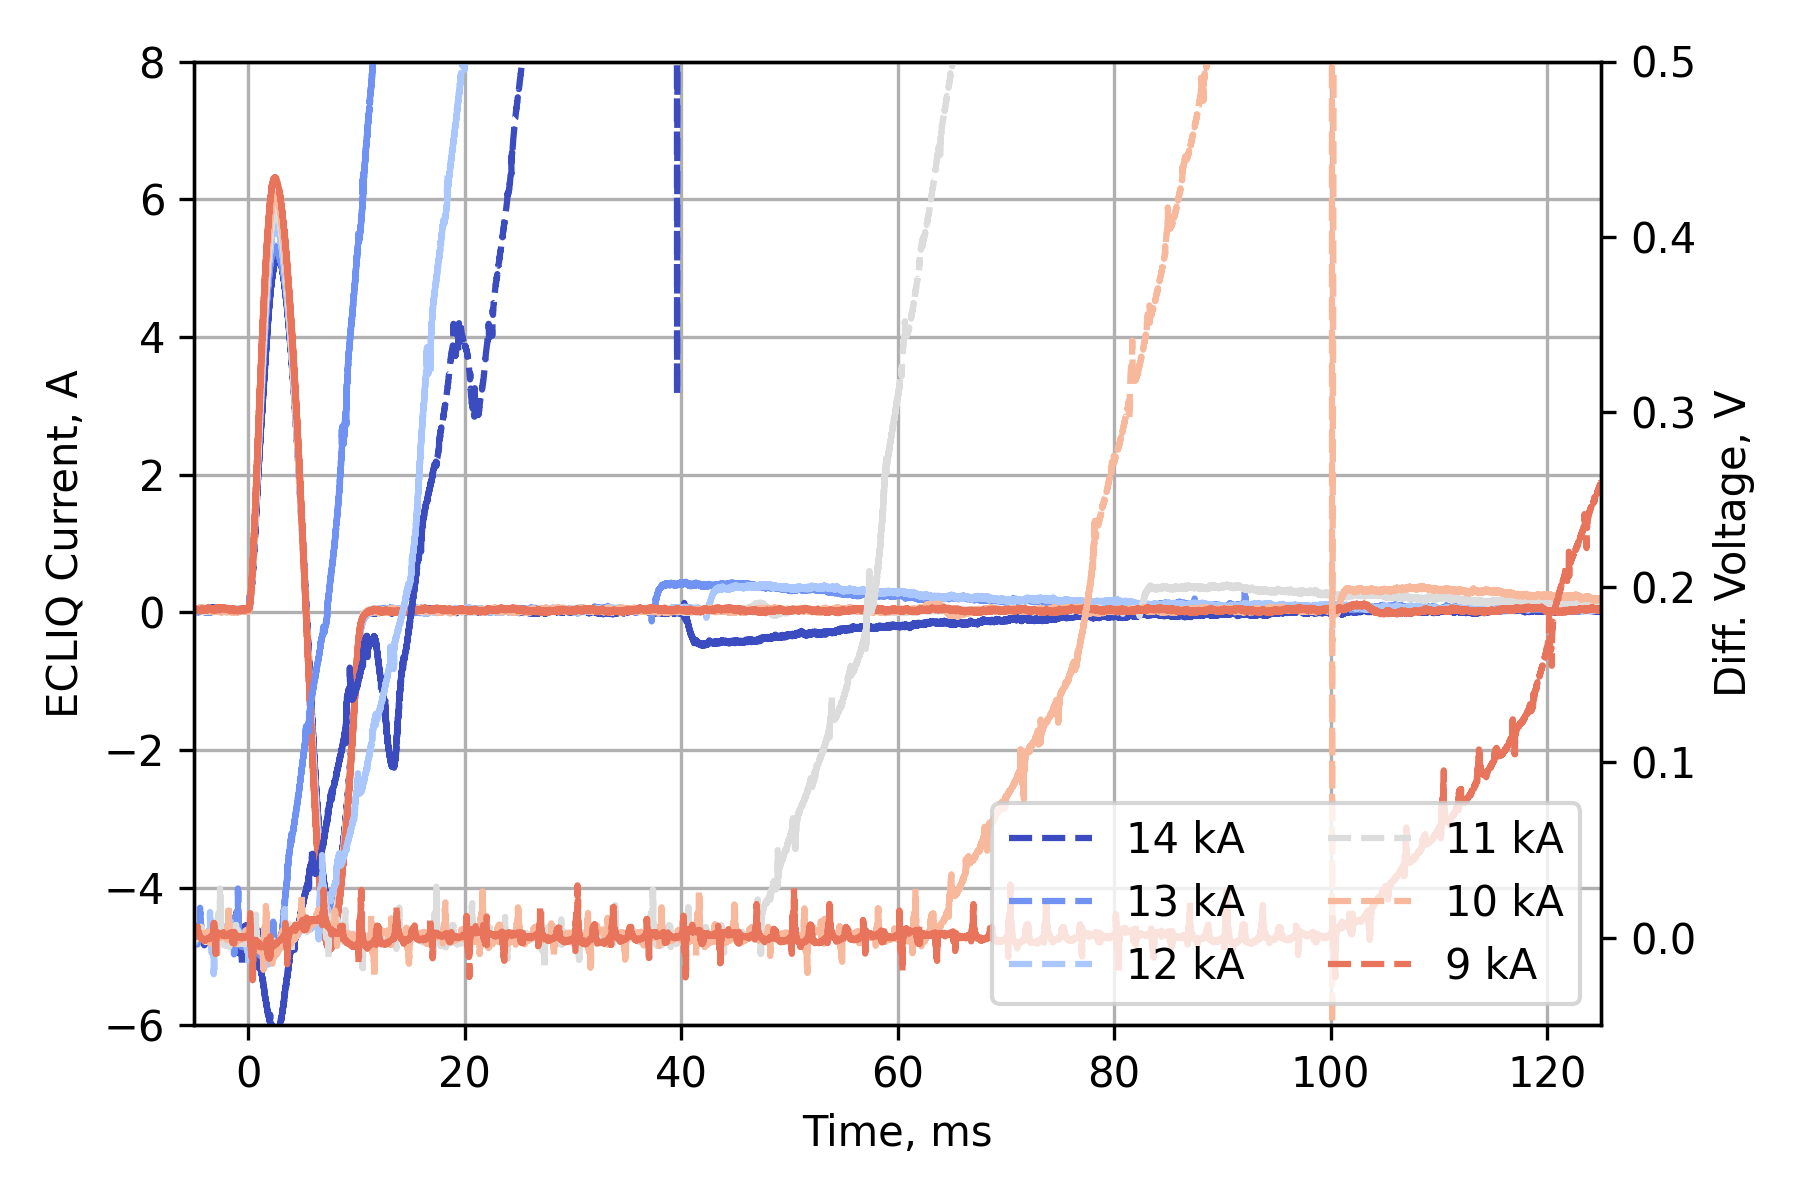 8
6
4
2
0
−2
−4
−6
ECLIQ Current, A
0.5
0.4
0.3
0.2
0.1
0.0
Diff. Voltage, V
14 kA
13 kA
12 kA
11 kA
10 kA
9 kA
0 20 40 60 80 100 120
Time, ms